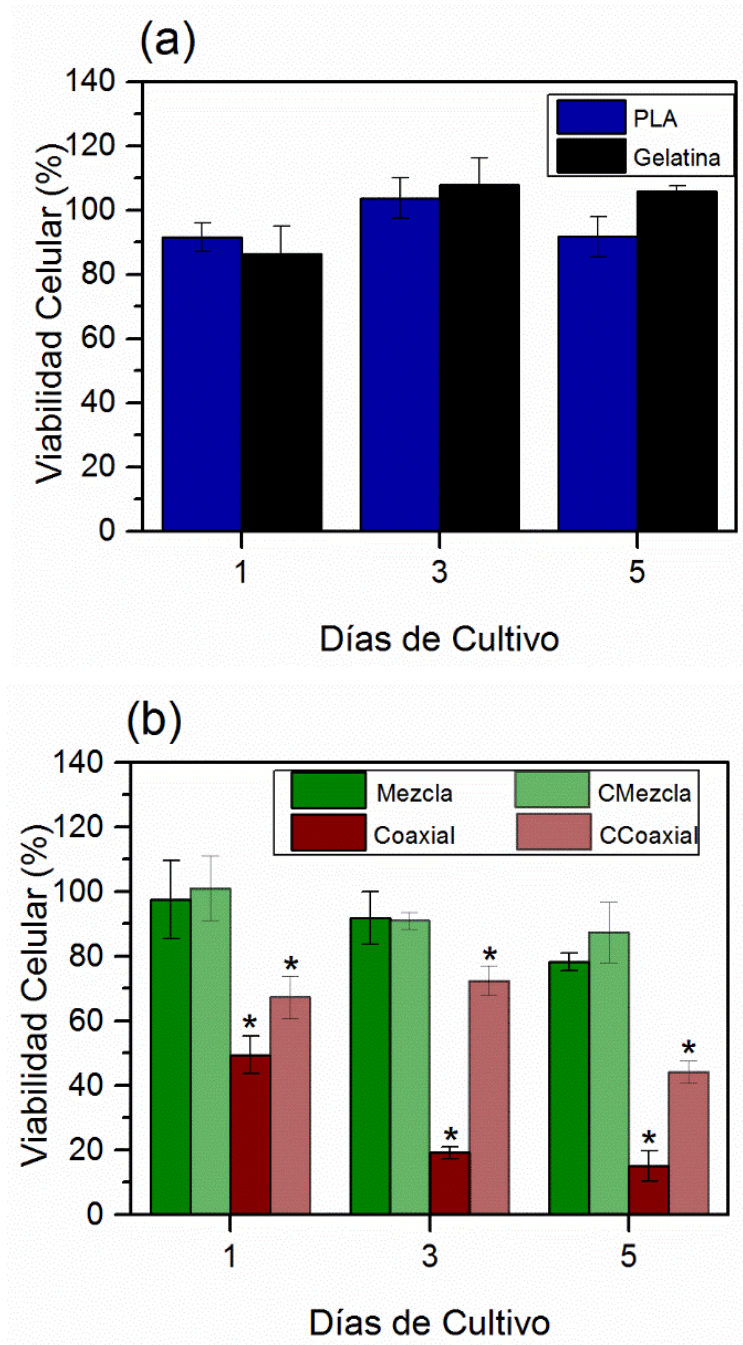 (a)
140
120
100
80
60
40
20
0
Viabilidad Celular (%)
PLA
Gelatina
1 3 5
Días de Cultivo
(b)
140
120
100
80
60
40
20
0
Viabilidad Celular (%)
Mezcla CMezcla
Coaxial CCoaxial
* * * * * *
1 3 5
Días de Cultivo